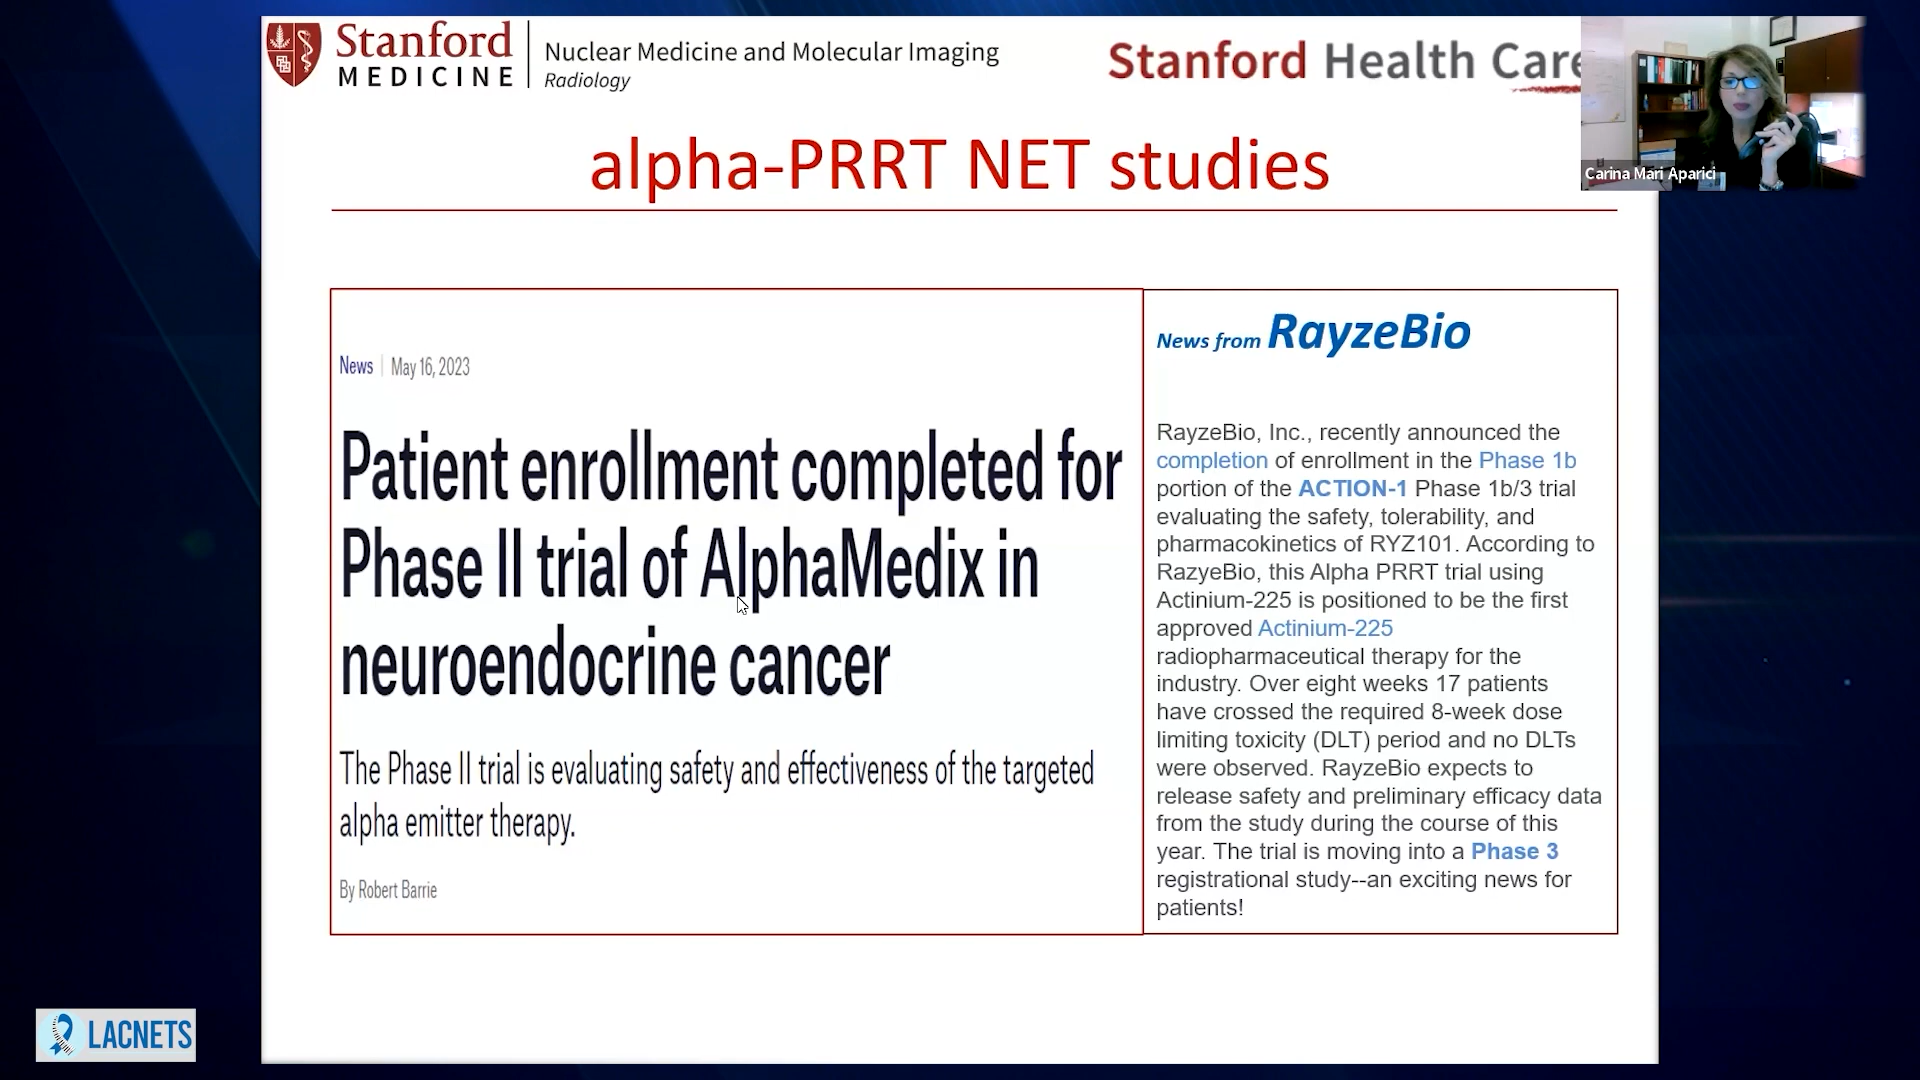 Stanford
MEDICINE
Nuclear Medicine and Molecular Imaging
Radiology
Stanford Health Care
Carina Mari Aparici
alpha-PRRT NET studies
News | May 16, 2023
Patient enrollment completed for
Phase II trial of AlphaMedix in
neuroendocrine cancer
The Phase II trial is evaluating safety and effectiveness of the targeted
alpha emitter therapy.
By Robert Barrie
News from RayzeBio
RayzeBio, Inc., recently announced the
completion of enrollment in the Phase 1b
portion of the ACTION-1 Phase 1b/3 trial
evaluating the safety, tolerability, and
pharmacokinetics of RYZ101. According to
RazyeBio, this Alpha PRRT trial using
Actinium-225 is positioned to be the first
approved Actinium-225
radiopharmaceutical therapy for the
industry. Over eight weeks 17 patients
have crossed the required 8-week dose
limiting toxicity (DLT) period and no DLTs
were observed. RayzeBio expects to
release safety and preliminary efficacy data
from the study during the course of this
year. The trial is moving into a Phase 3
registrational study--an exciting news for
patients!
LACNETS